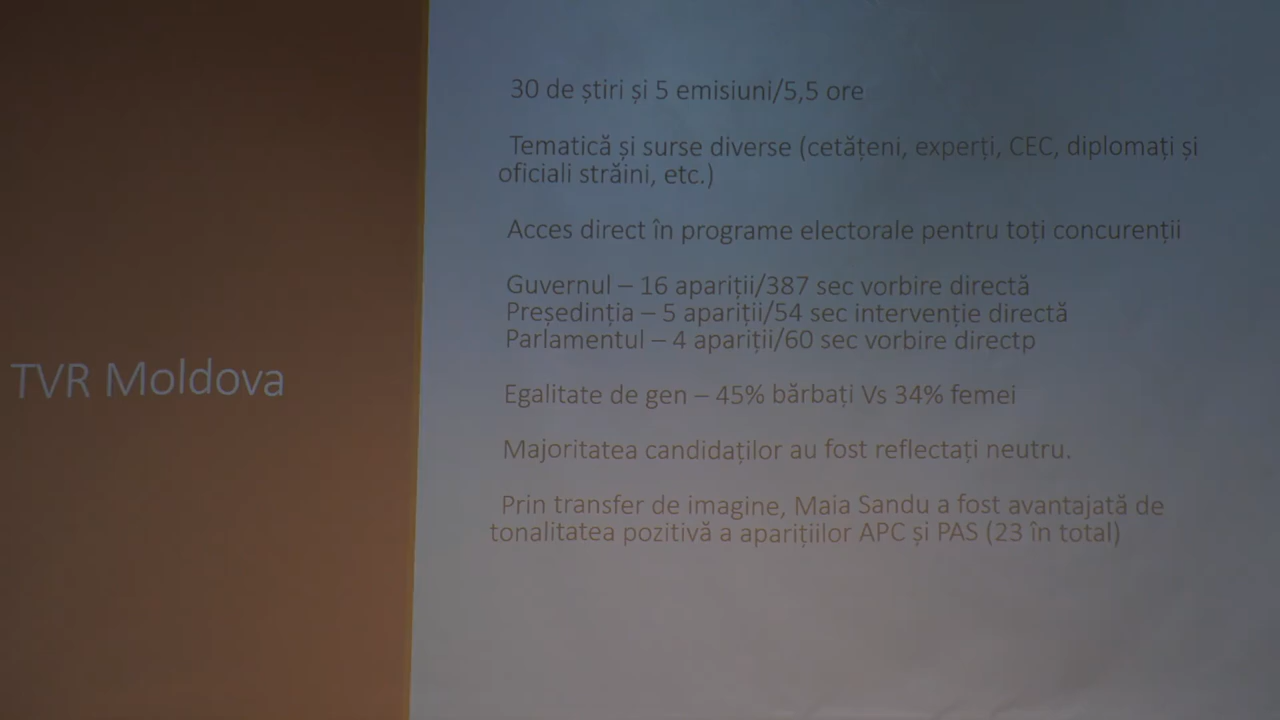 TVR Moldova
30 de știri și 5 emisiuni/5,5 ore
Tematică și surse diverse (cetățeni, experți, CEC, diplomați și
oficiali străini, etc.)
Acces direct în programe electorale pentru toți concurenții
Guvernul – 16 apariții/387 sec vorbire directă
Președinția – 5 apariții/54 sec intervenție directă
Parlamentul – 4 apariții/60 sec vorbire directp
Egalitate de gen – 45% bărbați Vs 34% femei
Majoritatea candidaților au fost reflectați neutru.
Prin transfer de imagine, Maia Sandu a fost avantajată de
tonalitatea pozitivă a aparițiilor APC și PAS (23 în total)